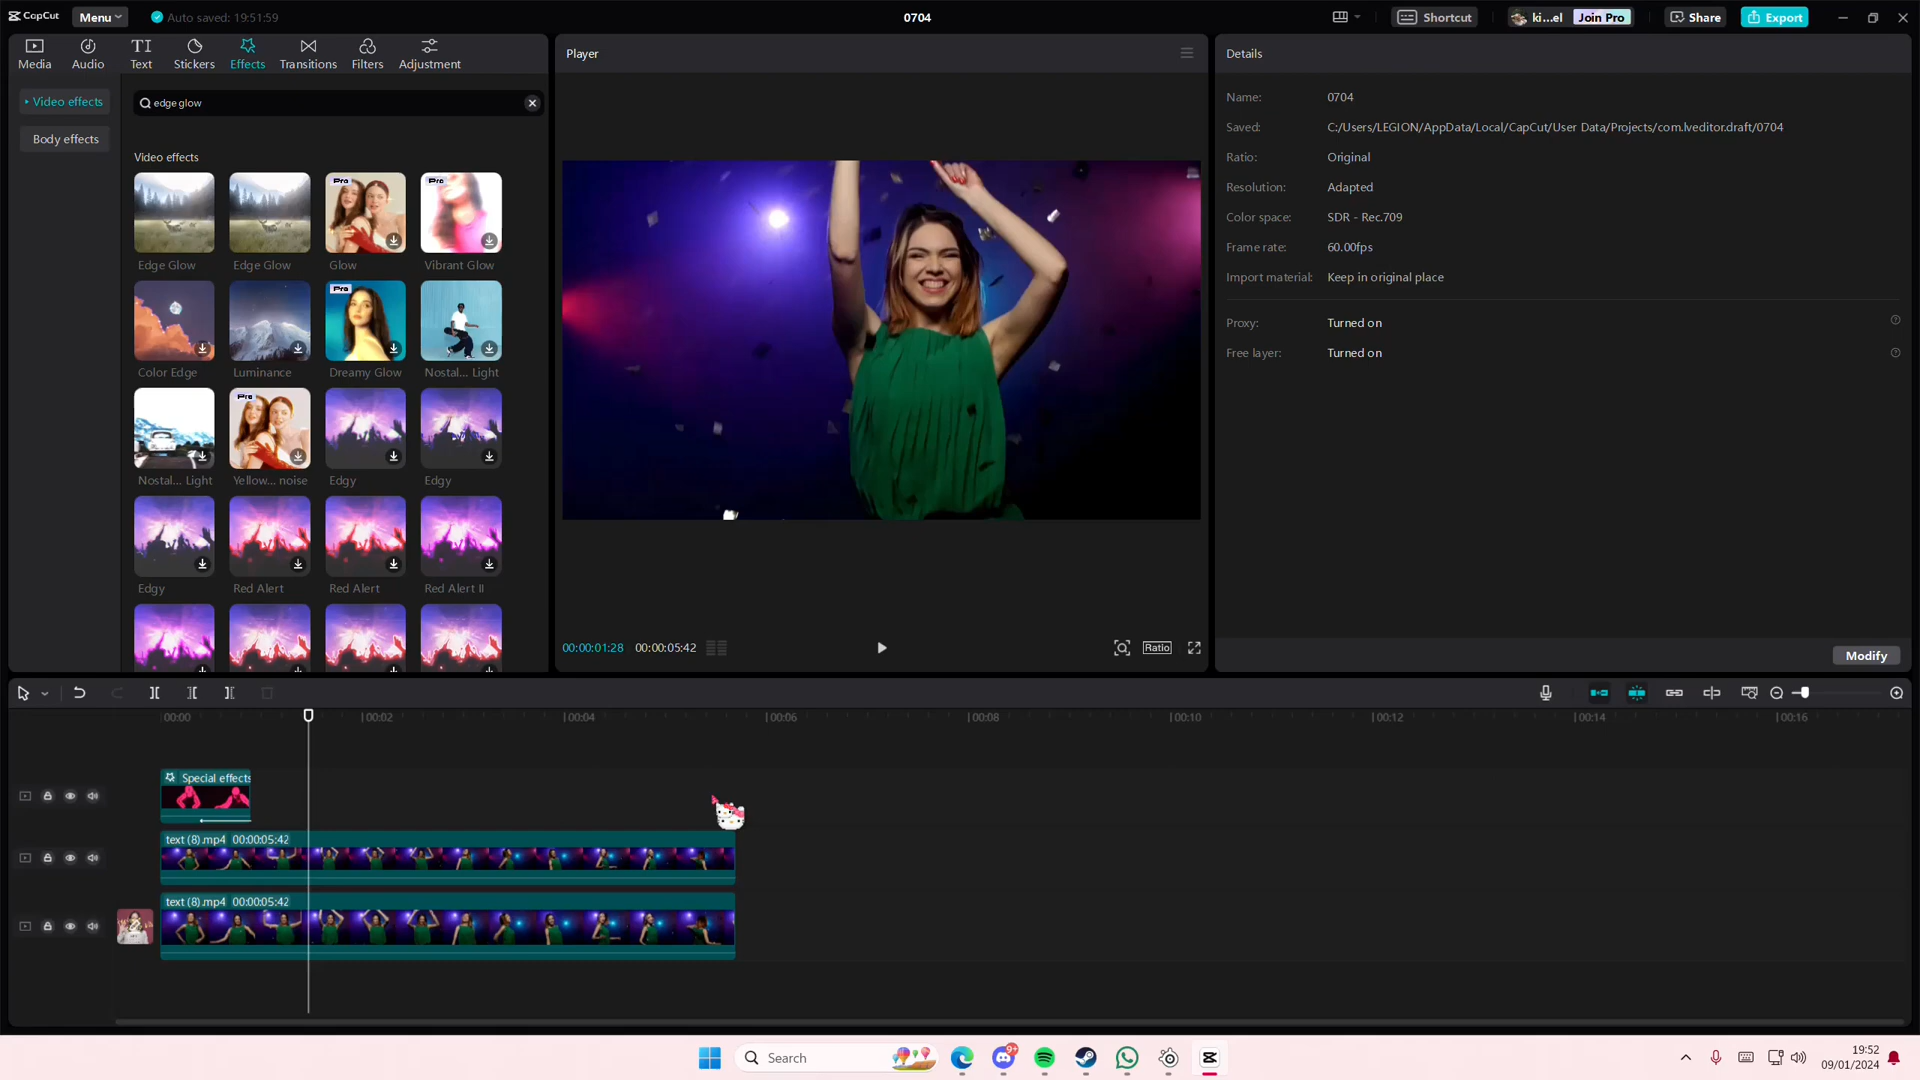 CapCut
Menu
Auto saved: 19:51:59
0704
Shortcut
ki...el
Join Pro
Share
Export
Media
Audio
Text
Stickers
Effects
Transitions
Filters
Adjustment
Video effects
Body effects
edge glow
Video effects
Edge Glow
Edge Glow
Pro
Glow
Pro
Vibrant Glow
Color Edge
Luminance
Pro
Dreamy Glow
Nostal... Light
Nostal... Light
Pro
Yellow... noise
Edgy
Edgy
Edgy
Red Alert
Red Alert
Red Alert II
Player
00:00:01:28
00:00:05:42
Ratio
Details
Name: 0704
Saved: C:/Users/LEGION/AppData/Local/CapCut/User Data/Projects/com.lveditor.draft/0704
Ratio: Original
Resolution: Adapted
Color space: SDR - Rec.709
Frame rate: 60.00fps
Import material: Keep in original place
Proxy: Turned on
Free layer: Turned on
Modify
00:00 00:02 00:04 00:06 00:08 00:10 00:12 00:14 00:16
Special effects
text (8).mp4 00:00:05:42
text (8).mp4 00:00:05:42
Search
9+
19:52
09/01/2024